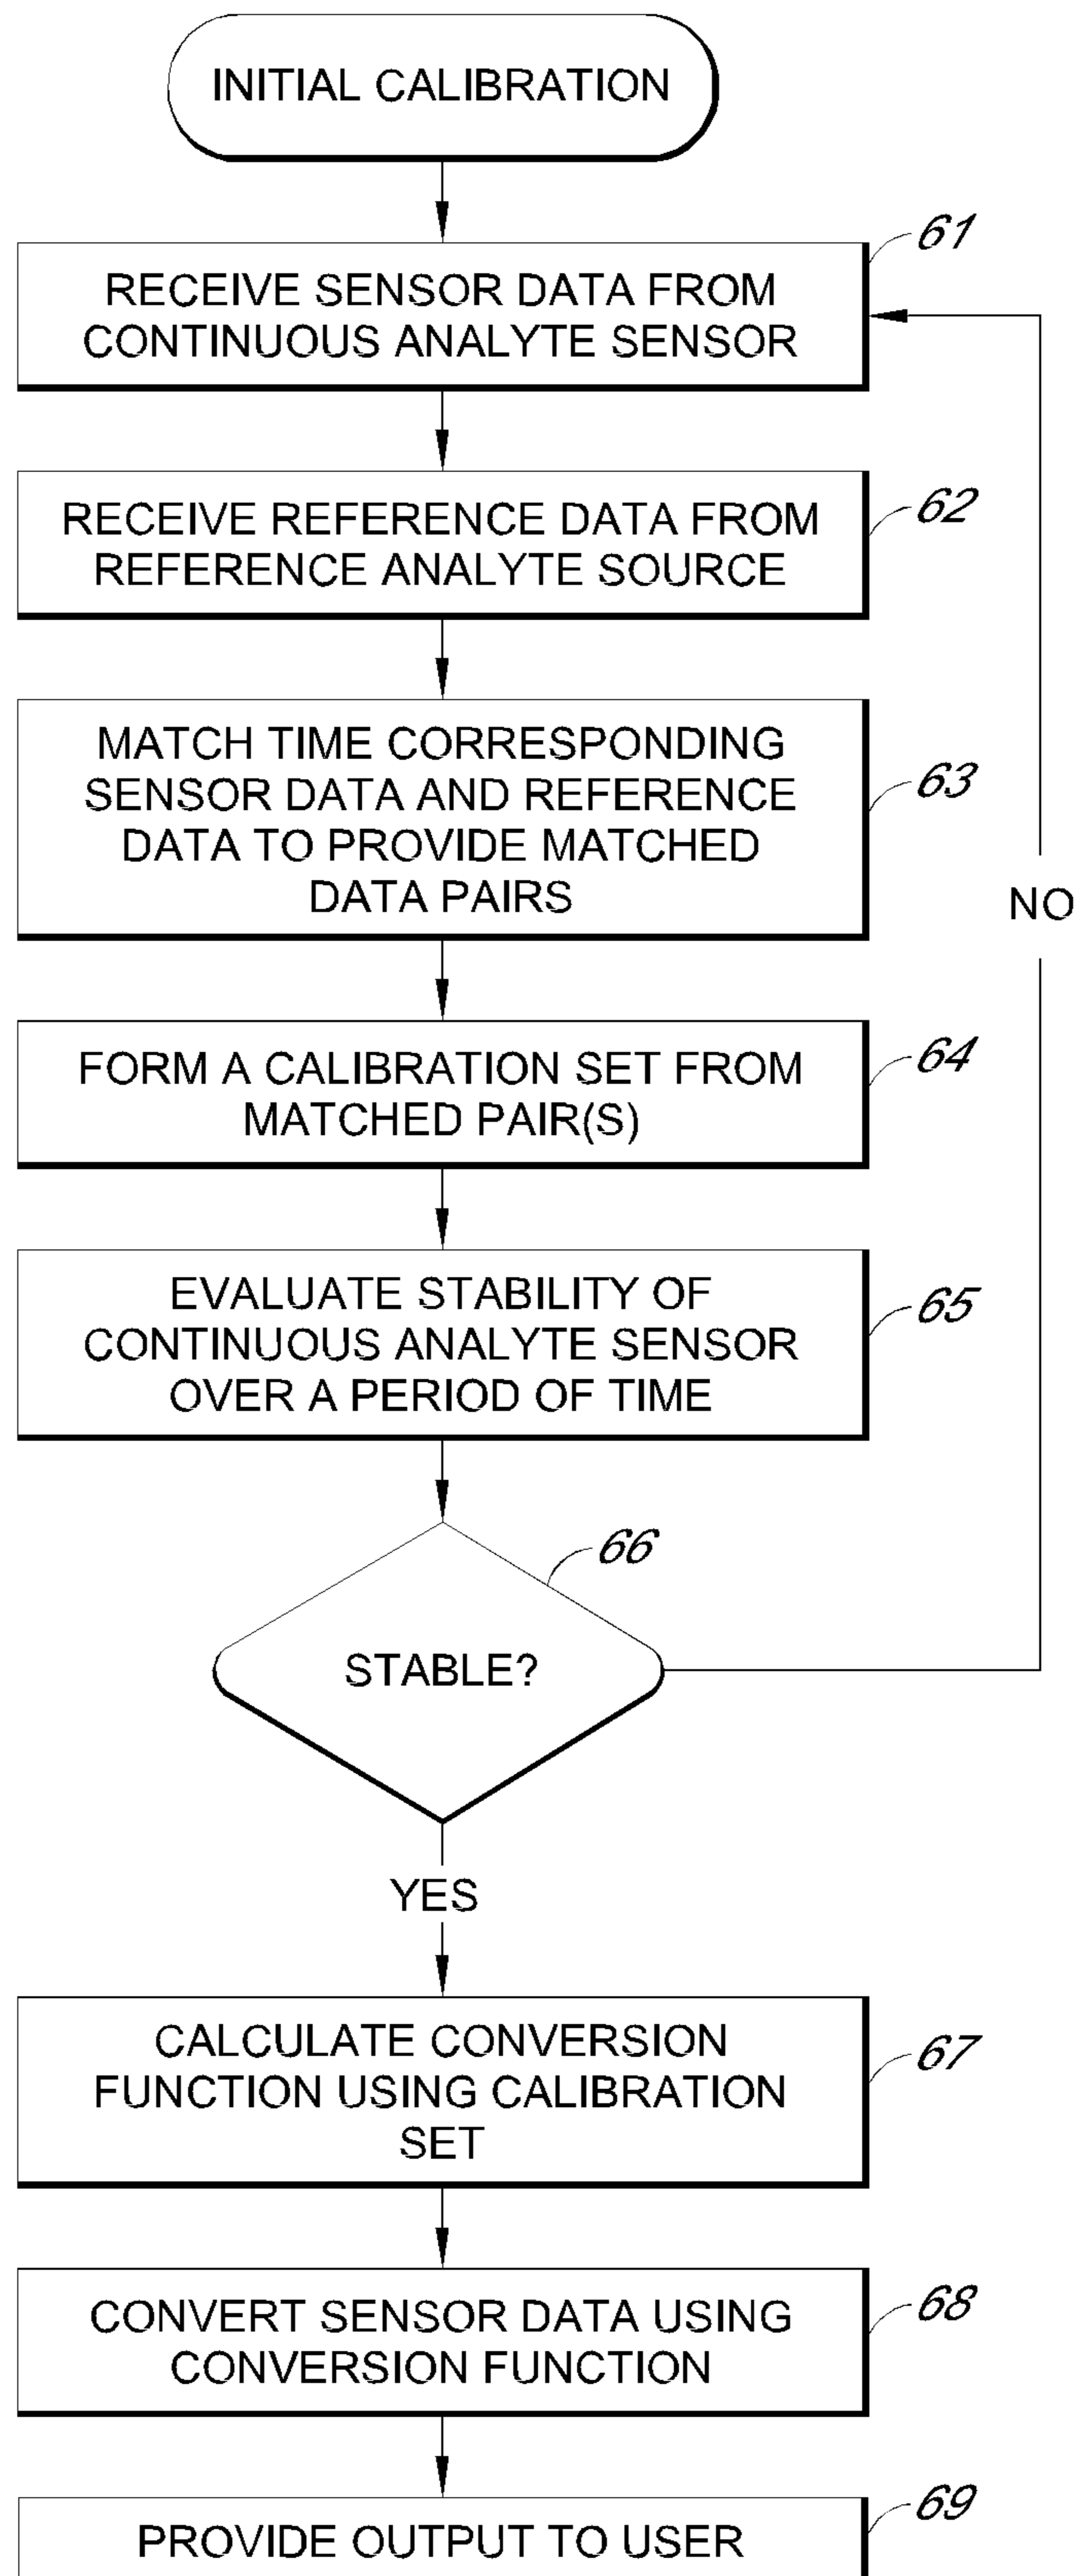 INITIAL CALIBRATION
61
RECEIVE SENSOR DATA FROM
CONTINUOUS ANALYTE SENSOR
62
RECEIVE REFERENCE DATA FROM
REFERENCE ANALYTE SOURCE
63
MATCH TIME CORRESPONDING
SENSOR DATA AND REFERENCE
DATA TO PROVIDE MATCHED
DATA PAIRS
NO
64
FORM A CALIBRATION SET FROM
MATCHED PAIR(S)
65
EVALUATE STABILITY OF
CONTINUOUS ANALYTE SENSOR
OVER A PERIOD OF TIME
66
STABLE?
YES
67
CALCULATE CONVERSION
FUNCTION USING CALIBRATION
SET
68
CONVERT SENSOR DATA USING
CONVERSION FUNCTION
69
PROVIDE OUTPUT TO USER